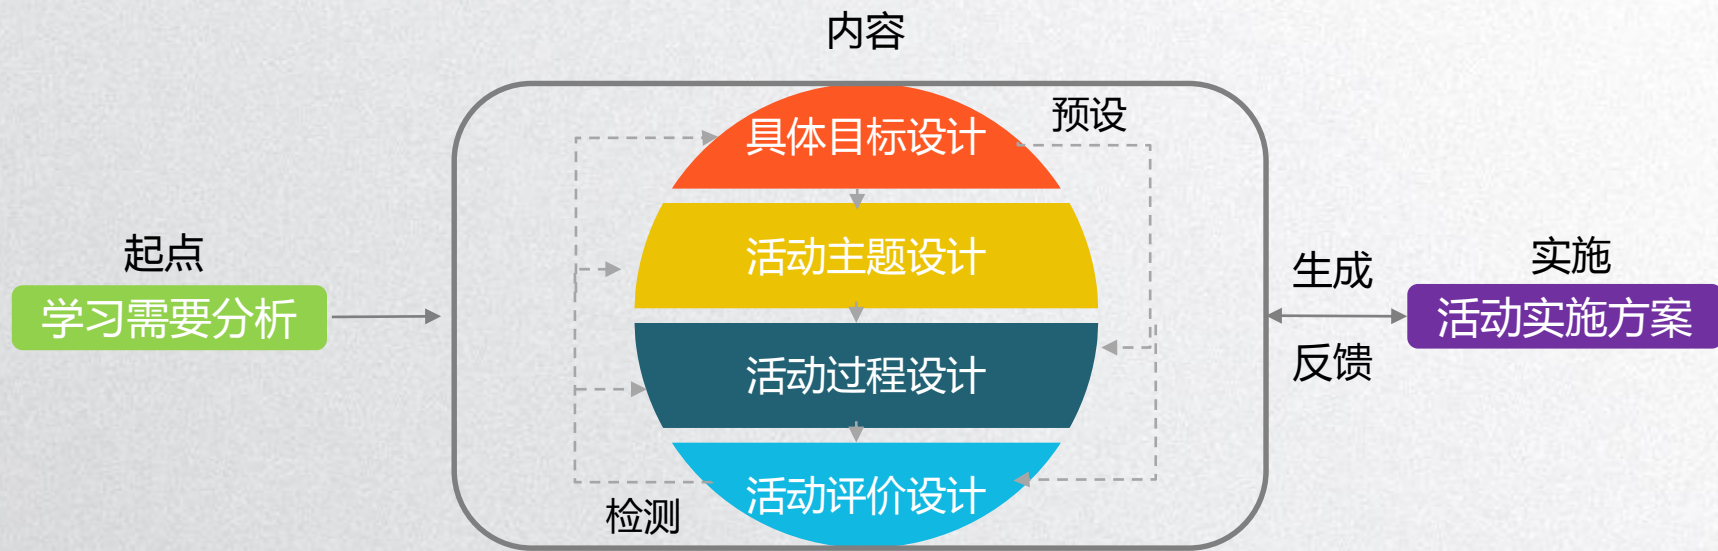 内容
具体目标设计
预设
活动主题设计
起点
学习需要分析
生成
实施
活动实施方案
反馈
活动过程设计
活动评价设计
检测